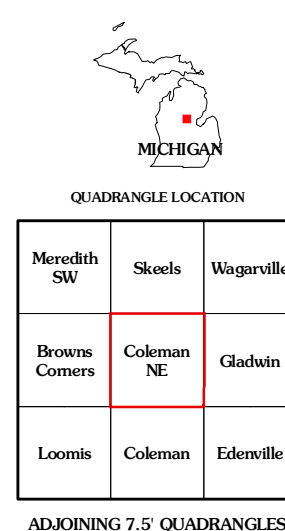 MICHIGAN
QUADRANGLE LOCATION
Meredith SW
Skeels
Wagarville
Browns Corners
Coleman NE
Gladwin
Loomis
Coleman
Edenville
ADJOINING 7.5' QUADRANGLES